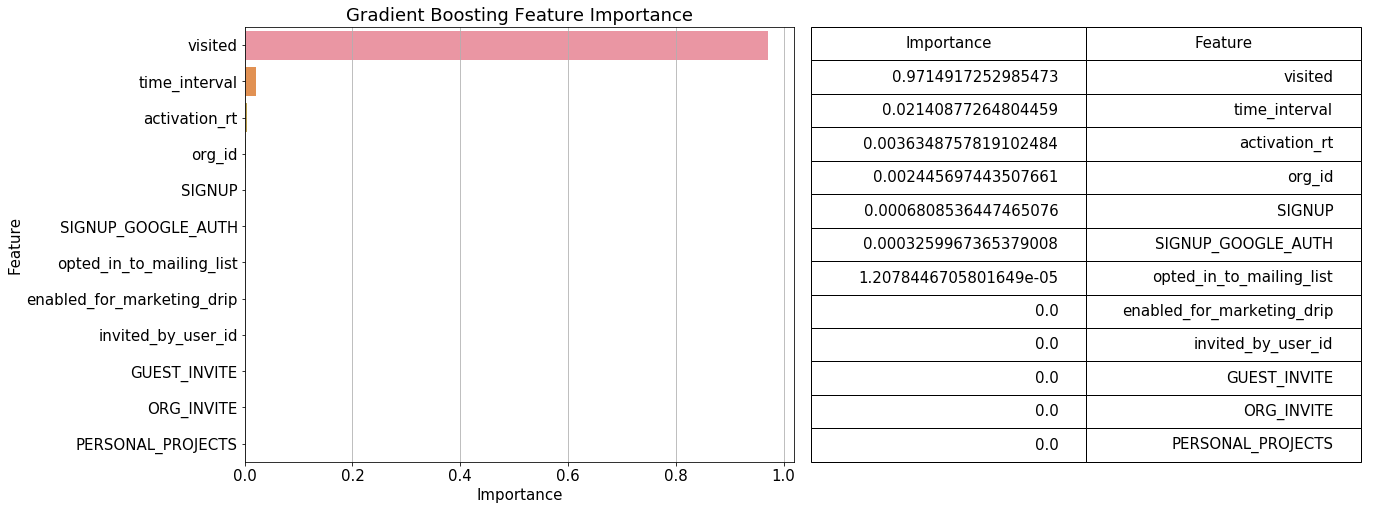 Gradient Boosting Feature Importance
Feature
visited
time_interval
activation_rt
org_id
SIGNUP
SIGNUP_GOOGLE_AUTH
opted_in_to_mailing_list
enabled_for_marketing_drip
invited_by_user_id
GUEST_INVITE
ORG_INVITE
PERSONAL_PROJECTS
0.0 0.2 0.4 0.6 0.8 1.0
Importance
Importance Feature
0.9714917252985473 visited
0.02140877264804459 time_interval
0.0036348757819102484 activation_rt
0.002445697443507661 org_id
0.0006808536447465076 SIGNUP
0.0003259967365379008 SIGNUP_GOOGLE_AUTH
1.2078446705801649e-05 opted_in_to_mailing_list
0.0 enabled_for_marketing_drip
0.0 invited_by_user_id
0.0 GUEST_INVITE
0.0 ORG_INVITE
0.0 PERSONAL_PROJECTS